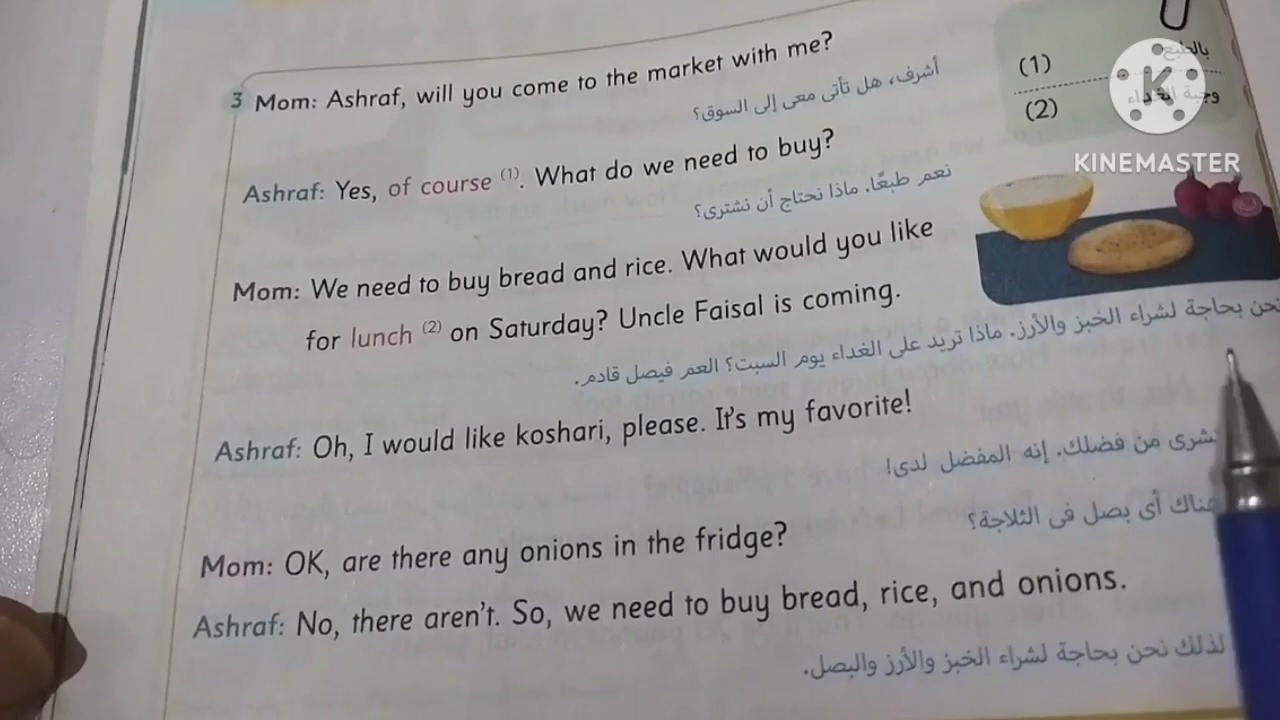 3 Mom: Ashraf, will you come to the market with me?
أشرف، هل تأتى معى إلى السوق؟
Ashraf: Yes, of course (1). What do we need to buy?
نعم طبعًا. ماذا نحتاج أن نشترى؟
Mom: We need to buy bread and rice. What would you like
for lunch (2) on Saturday? Uncle Faisal is coming.
نحن بحاجة لشراء الخبز والأرز. ماذا تريد على الغداء يوم السبت؟ العم فيصل قادم.
Ashraf: Oh, I would like koshari, please. It's my favorite!
من فضلك. إنه المفضل لدى!
Mom: OK, are there any onions in the fridge?
هناك أى بصل فى الثلاجة؟
Ashraf: No, there aren't. So, we need to buy bread, rice, and onions.
لذلك نحن بحاجة لشراء الخبز والأرز والبصل.
(1) بالطبع
(2) وجبة الغداء
KINEMASTER